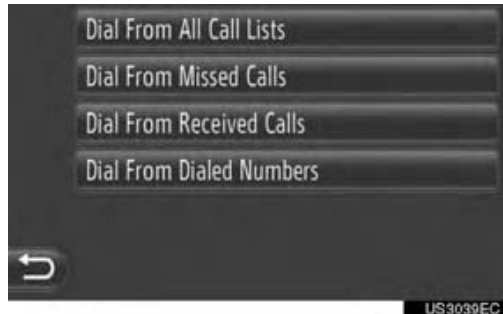 Dial From All Call Lists
Dial From Missed Calls
Dial From Received Calls
Dial From Dialed Numbers
US3039EC